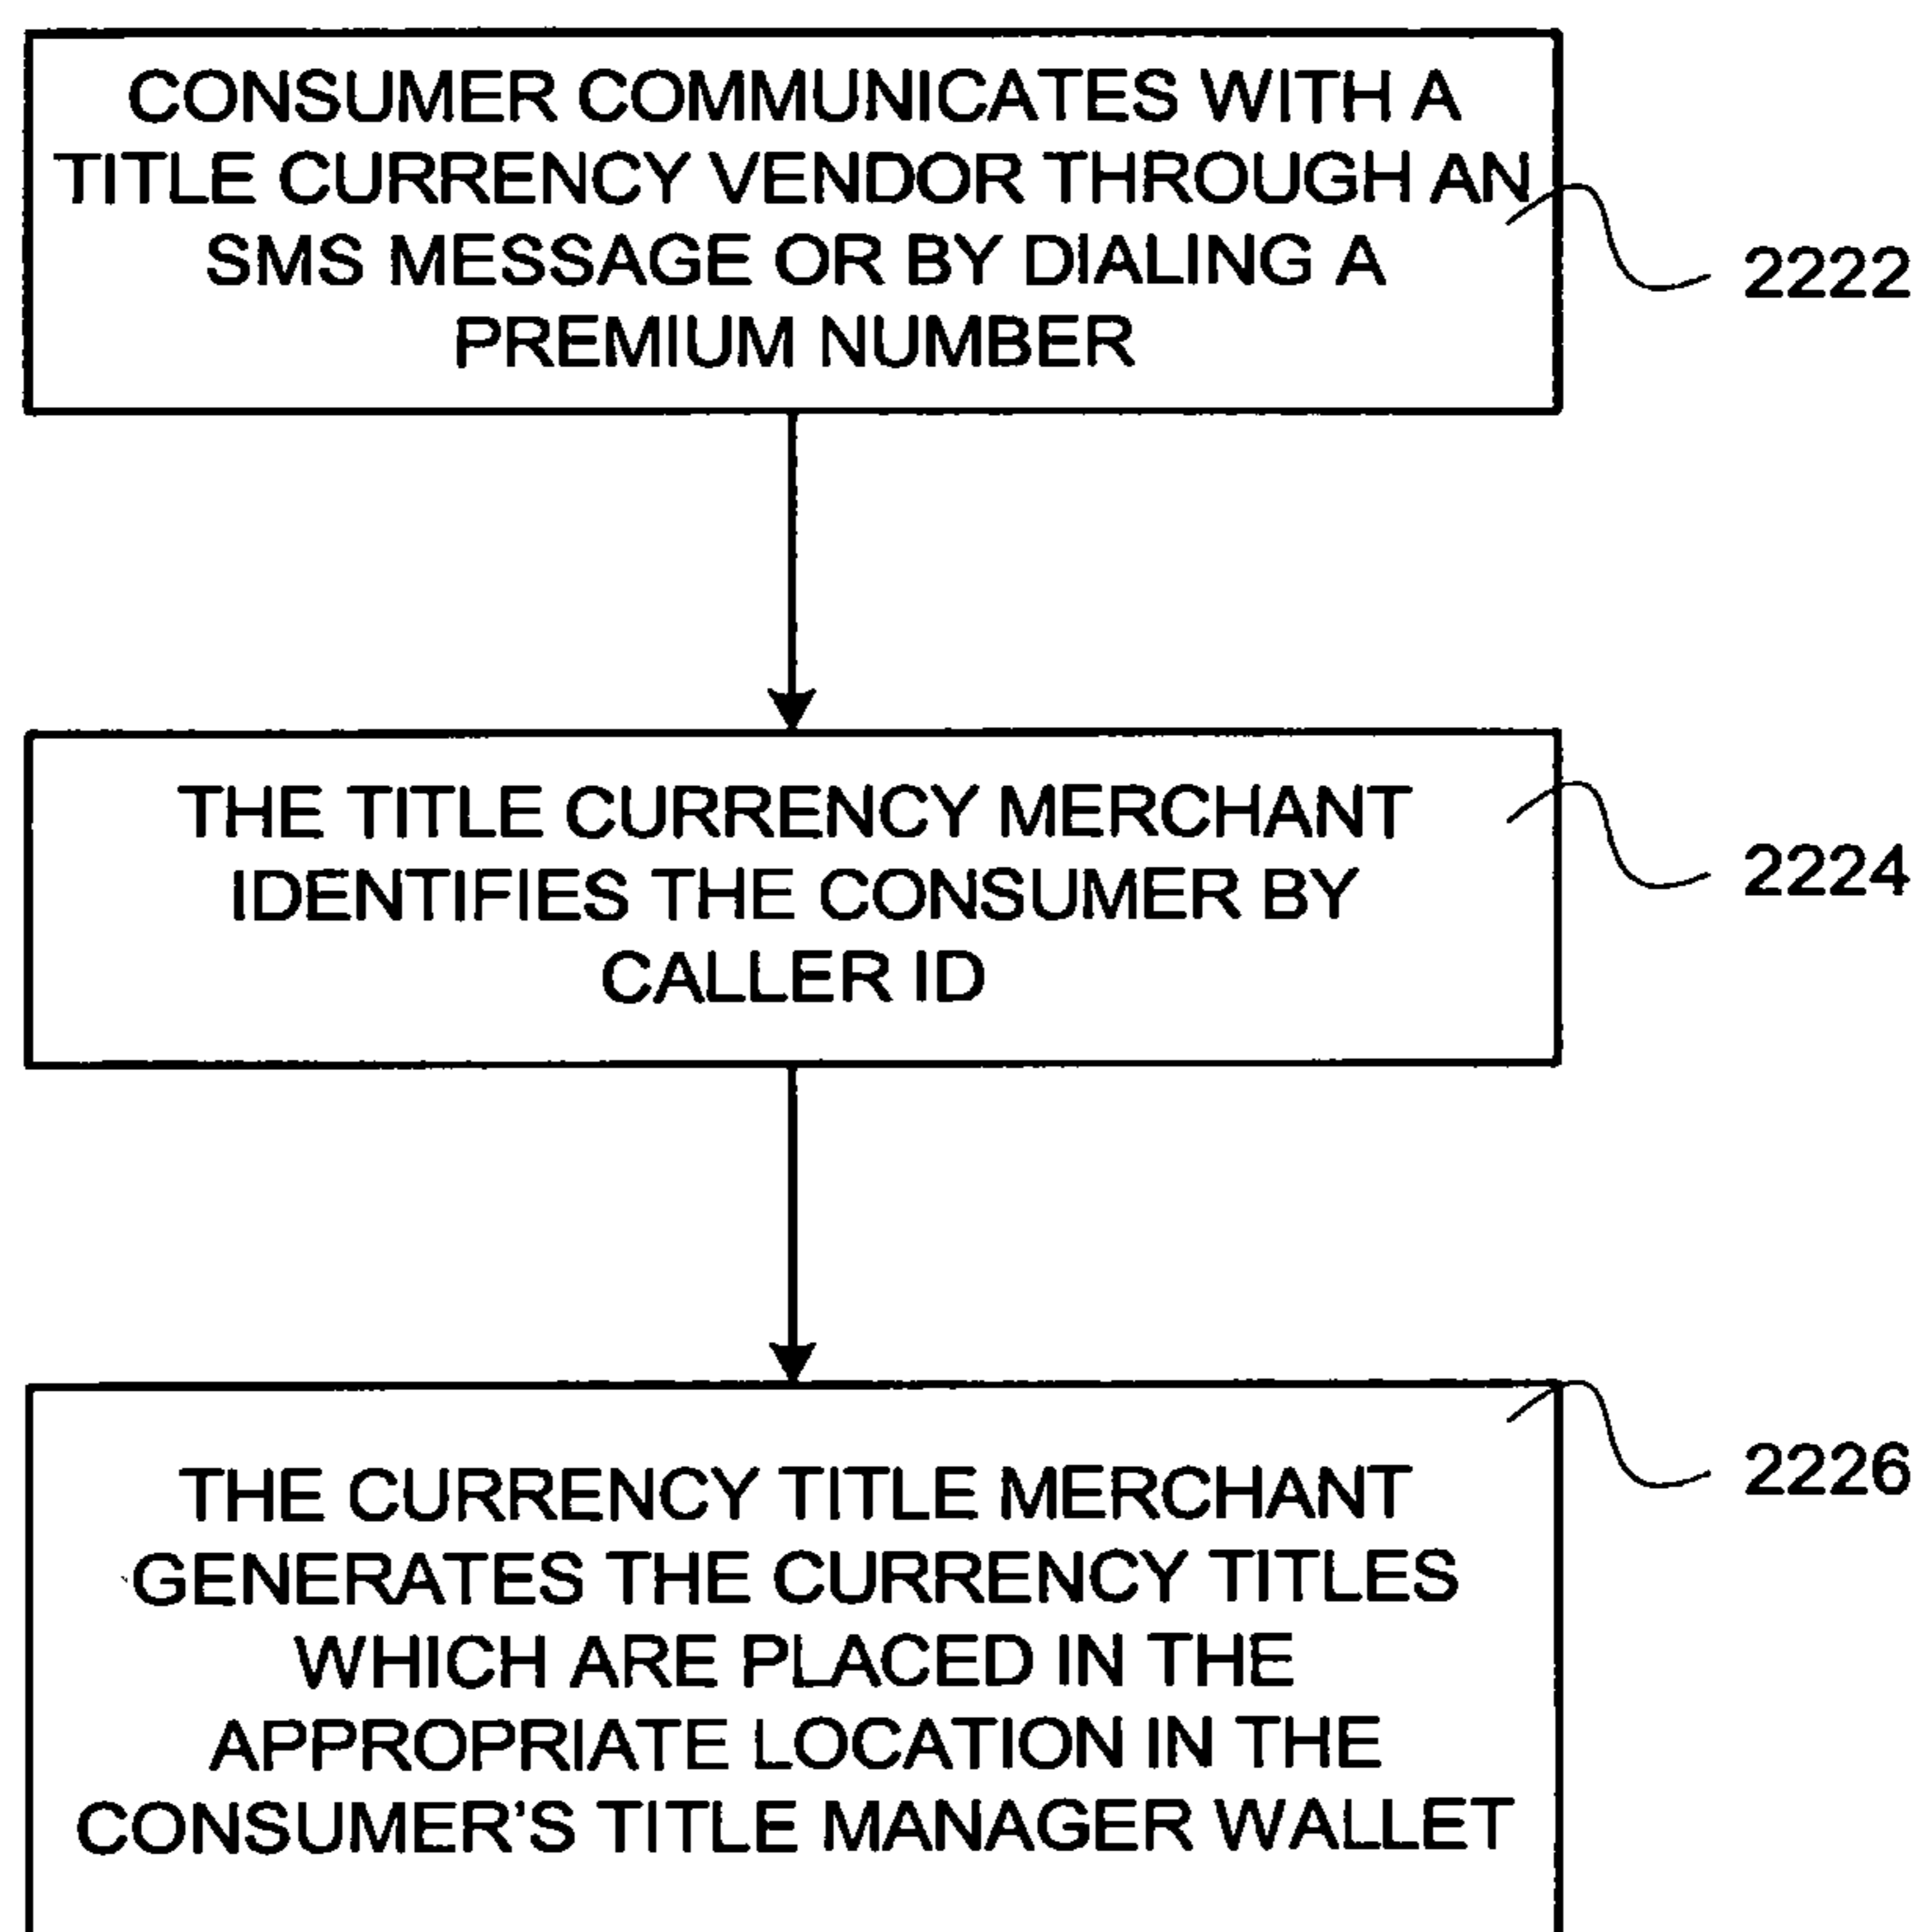 CONSUMER COMMUNICATES WITH A
TITLE CURRENCY VENDOR THROUGH AN
SMS MESSAGE OR BY DIALING A
PREMIUM NUMBER
2222
THE TITLE CURRENCY MERCHANT
IDENTIFIES THE CONSUMER BY
CALLER ID
2224
THE CURRENCY TITLE MERCHANT
GENERATES THE CURRENCY TITLES
WHICH ARE PLACED IN THE
APPROPRIATE LOCATION IN THE
CONSUMER'S TITLE MANAGER WALLET
2226